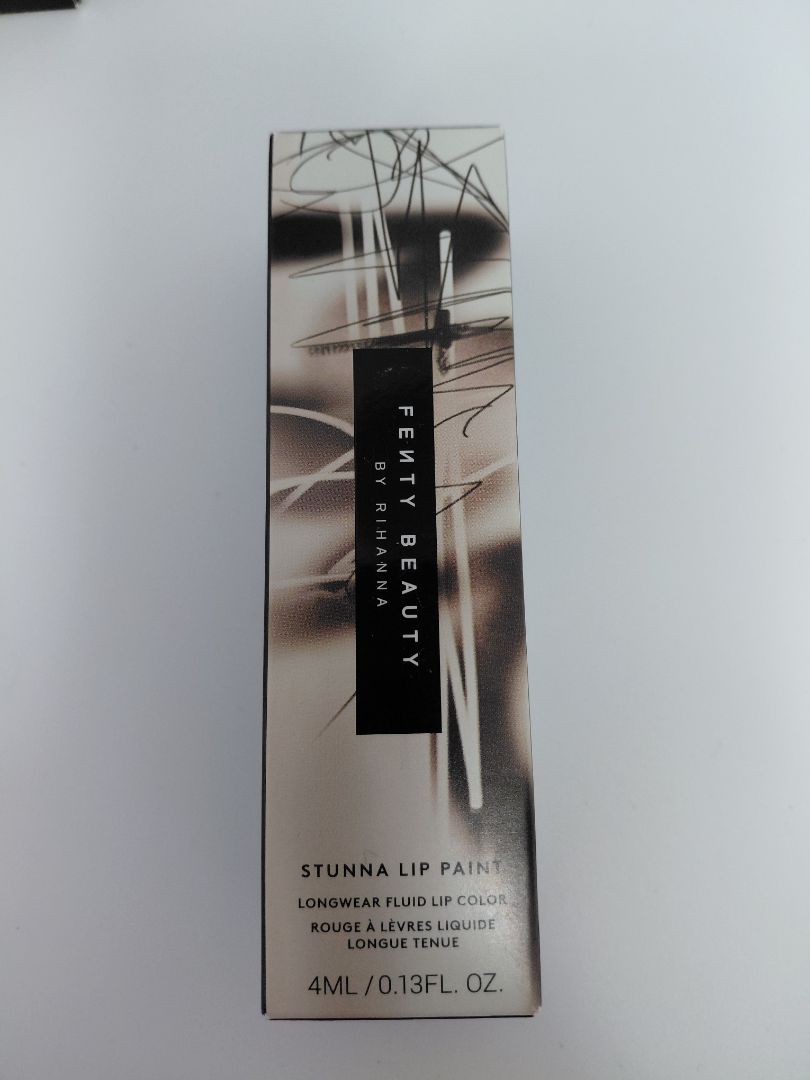 FEИTY BEAUTY
BY RIHANNA
STUNNA LIP PAINT
LONGWEAR FLUID LIP COLOR
ROUGE À LÈVRES LIQUIDE
LONGUE TENUE
4ML / 0.13FL. OZ.